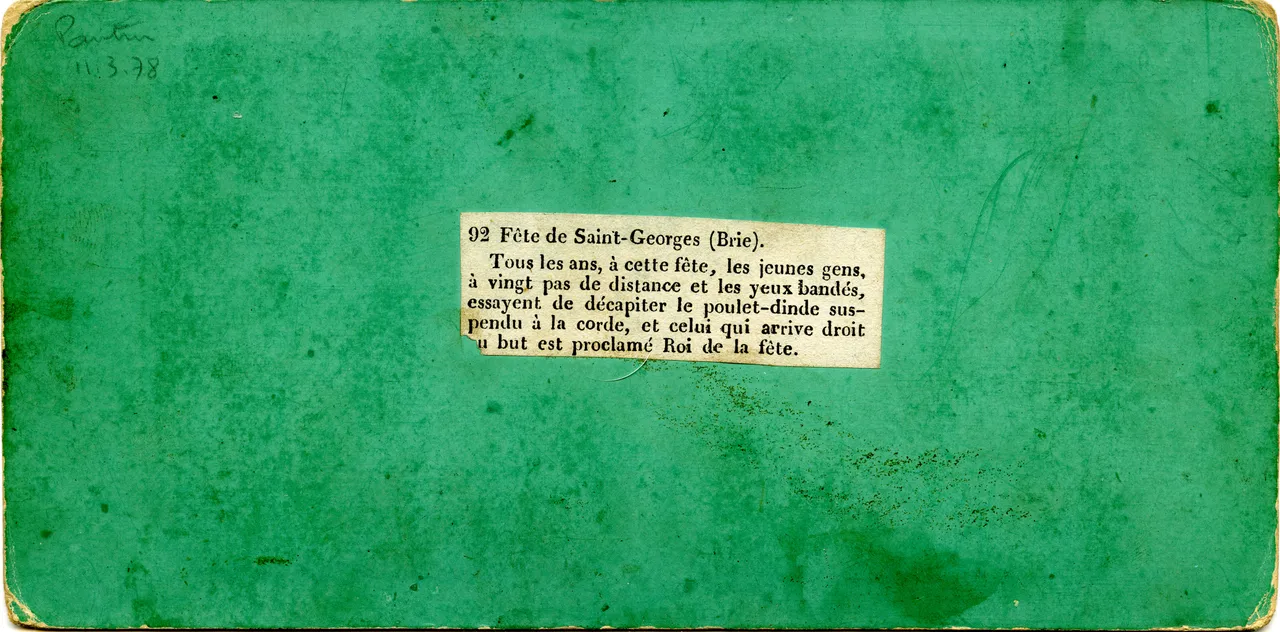 Pantin
11.3.78
92 Fête de Saint-Georges (Brie).
Tous les ans, à cette fête, les jeunes gens,
à vingt pas de distance et les yeux bandés,
essayent de décapiter le poulet-dinde sus-
pendu à la corde, et celui qui arrive droit
u but est proclamé Roi de la fête.